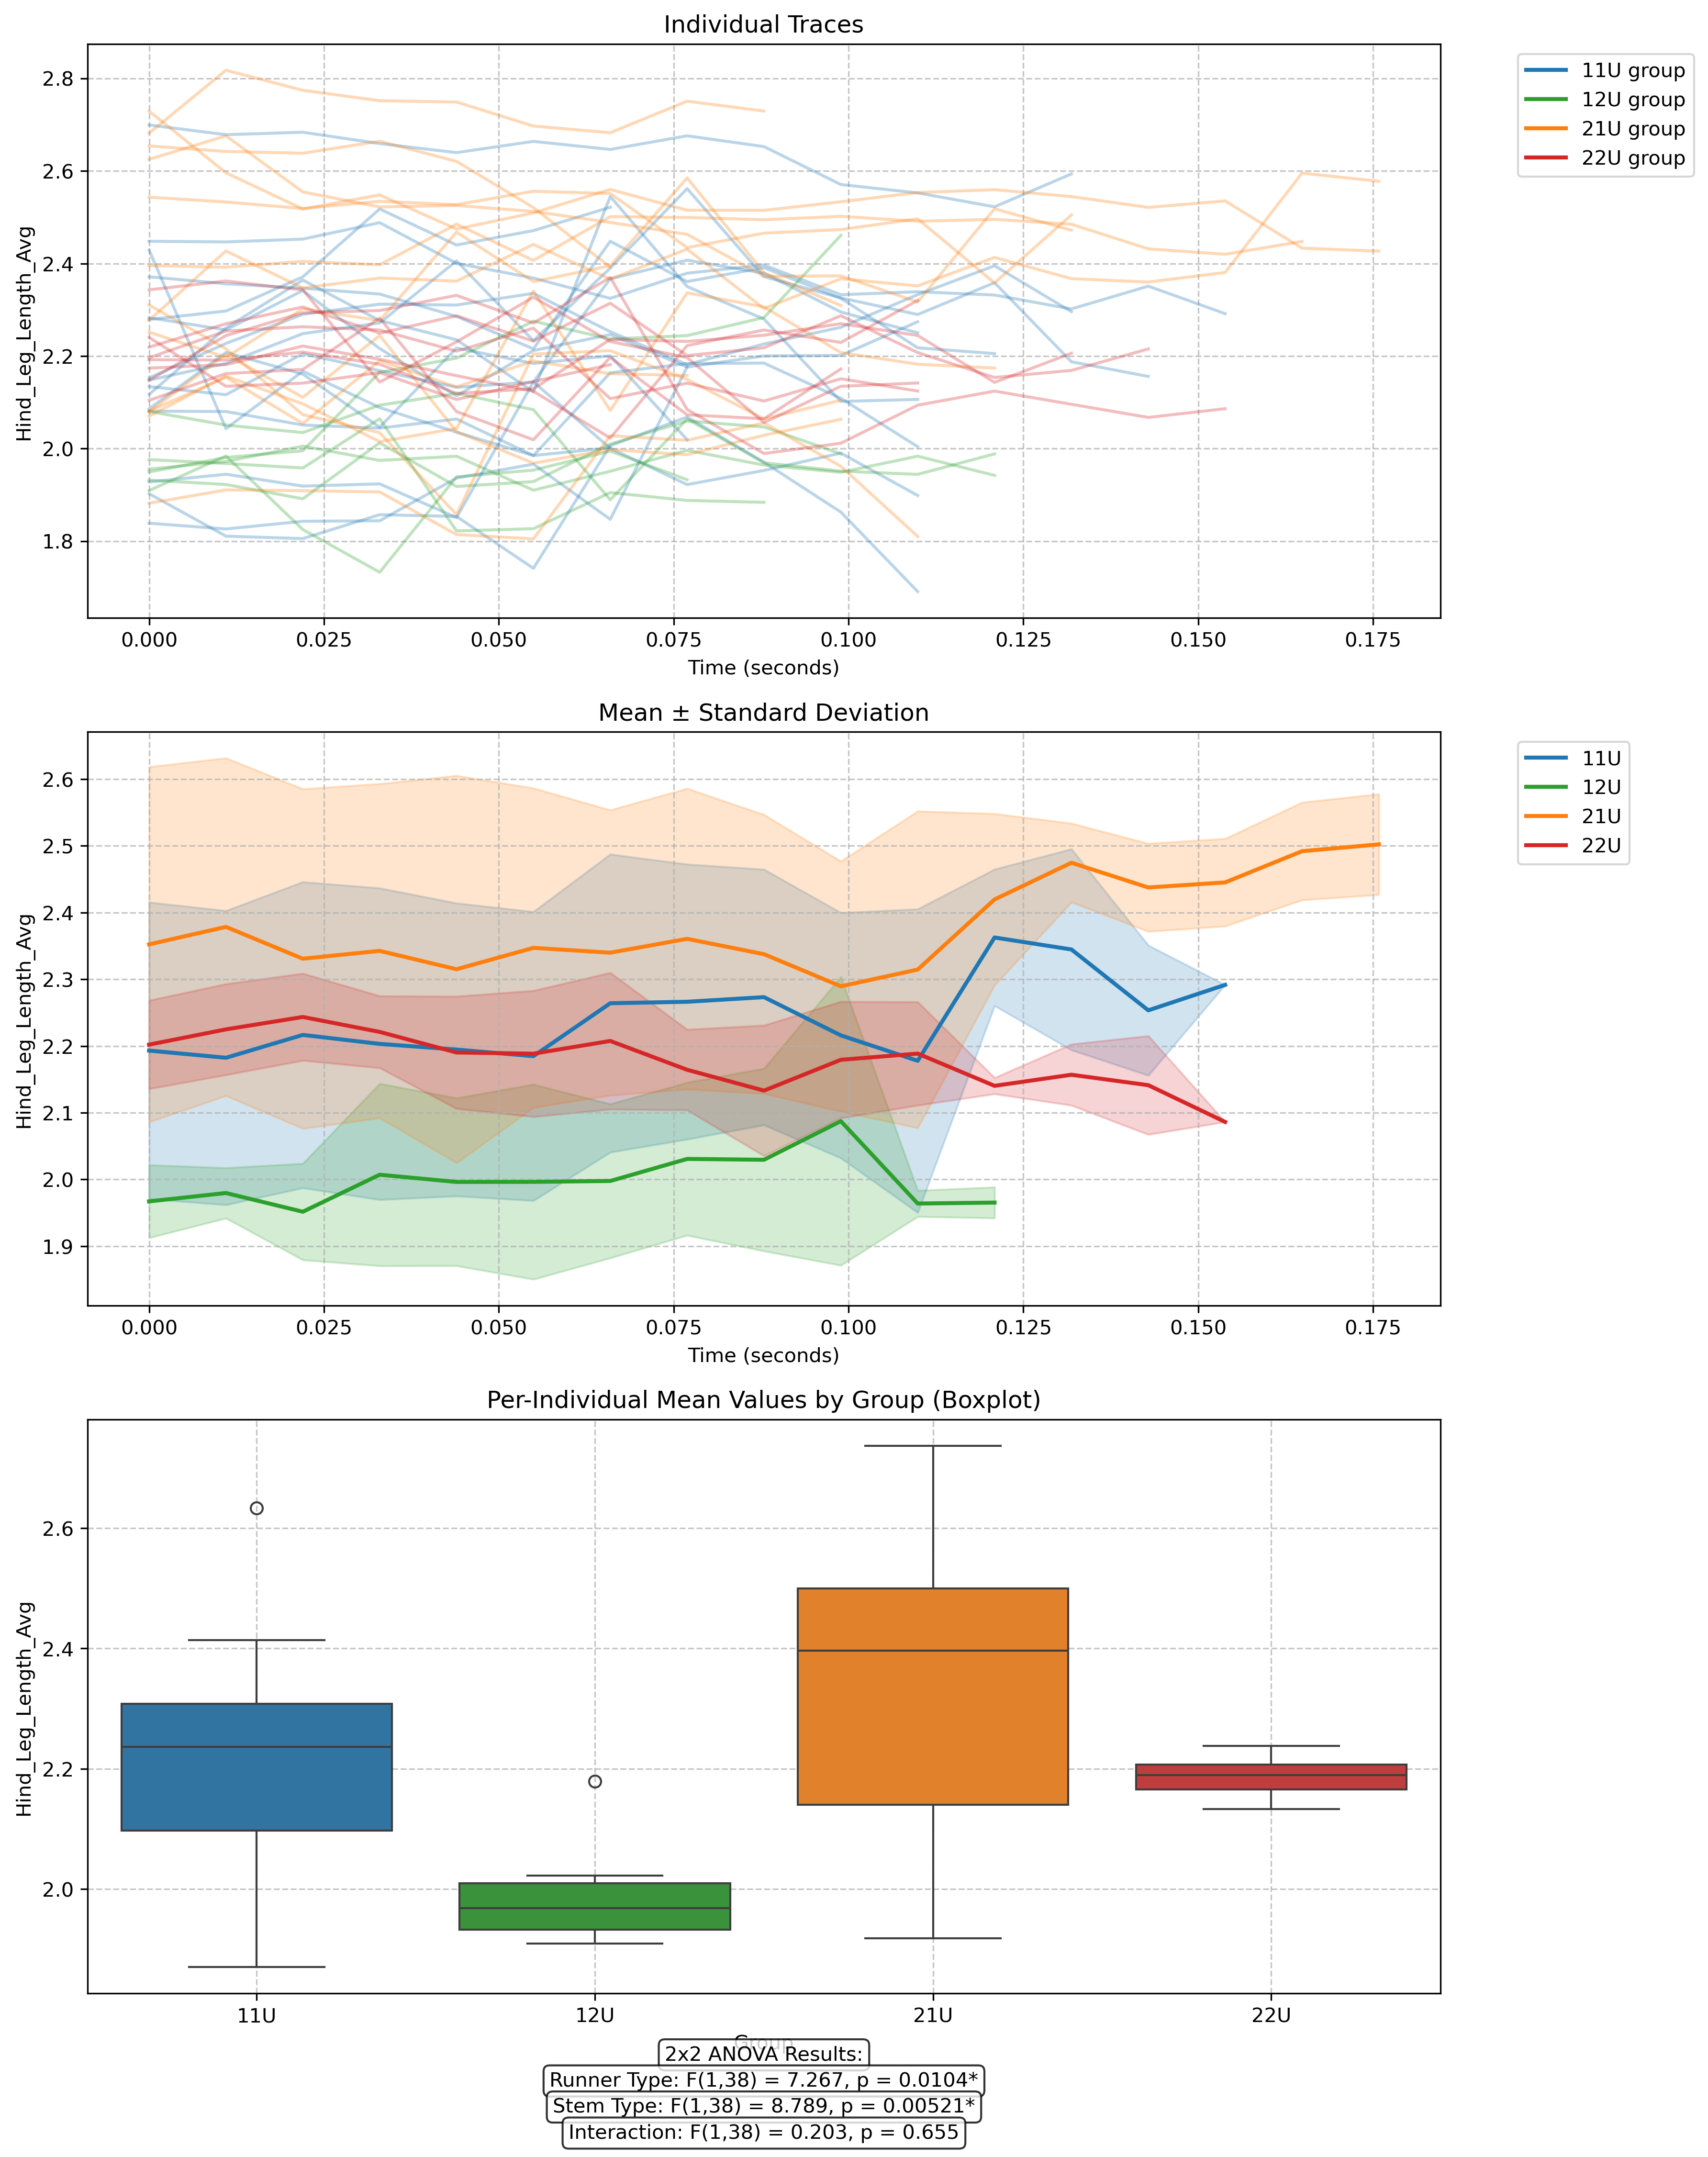 Individual Traces
Hind_Leg_Length_Avg
2.8
2.6
2.4
2.2
2.0
1.8
0.000 0.025 0.050 0.075 0.100 0.125 0.150 0.175
Time (seconds)
11U group
12U group
21U group
22U group
Mean ± Standard Deviation
Hind_Leg_Length_Avg
2.6
2.5
2.4
2.3
2.2
2.1
2.0
1.9
0.000 0.025 0.050 0.075 0.100 0.125 0.150 0.175
Time (seconds)
11U
12U
21U
22U
Per-Individual Mean Values by Group (Boxplot)
Hind_Leg_Length_Avg
2.6
2.4
2.2
2.0
11U 12U 21U 22U
Group
2x2 ANOVA Results:
Runner Type: F(1,38) = 7.267, p = 0.0104*
Stem Type: F(1,38) = 8.789, p = 0.00521*
Interaction: F(1,38) = 0.203, p = 0.655